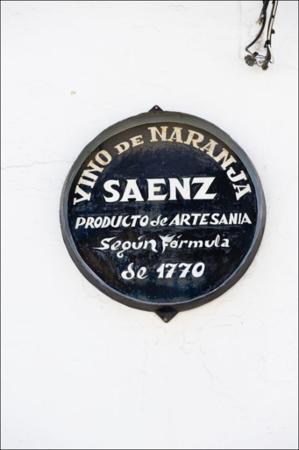 VINO DE NARANJA
SAENZ
PRODUCTO de ARTESANIA
Según Fórmula
de 1770